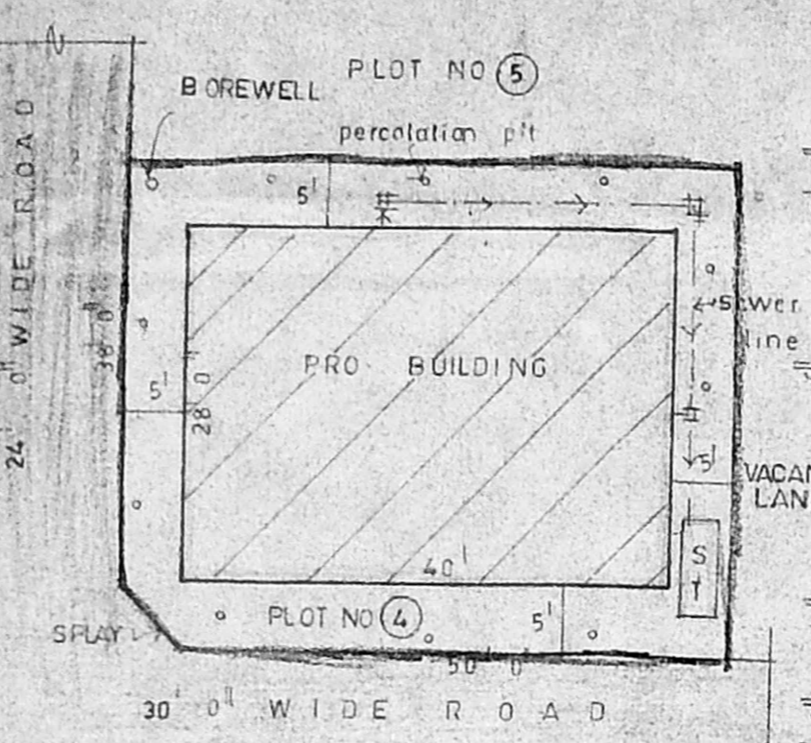 PLOT NO 5
BOREWELL
percolation pit
5'
24' 0" WIDE ROAD
38' 0"
sewer
line
PRO BUILDING
5'
28 0
5'
VACAN
LAN
40'
S T
PLOT NO 4
5'
SPLAY
50' 0"
30' 0" WIDE ROAD